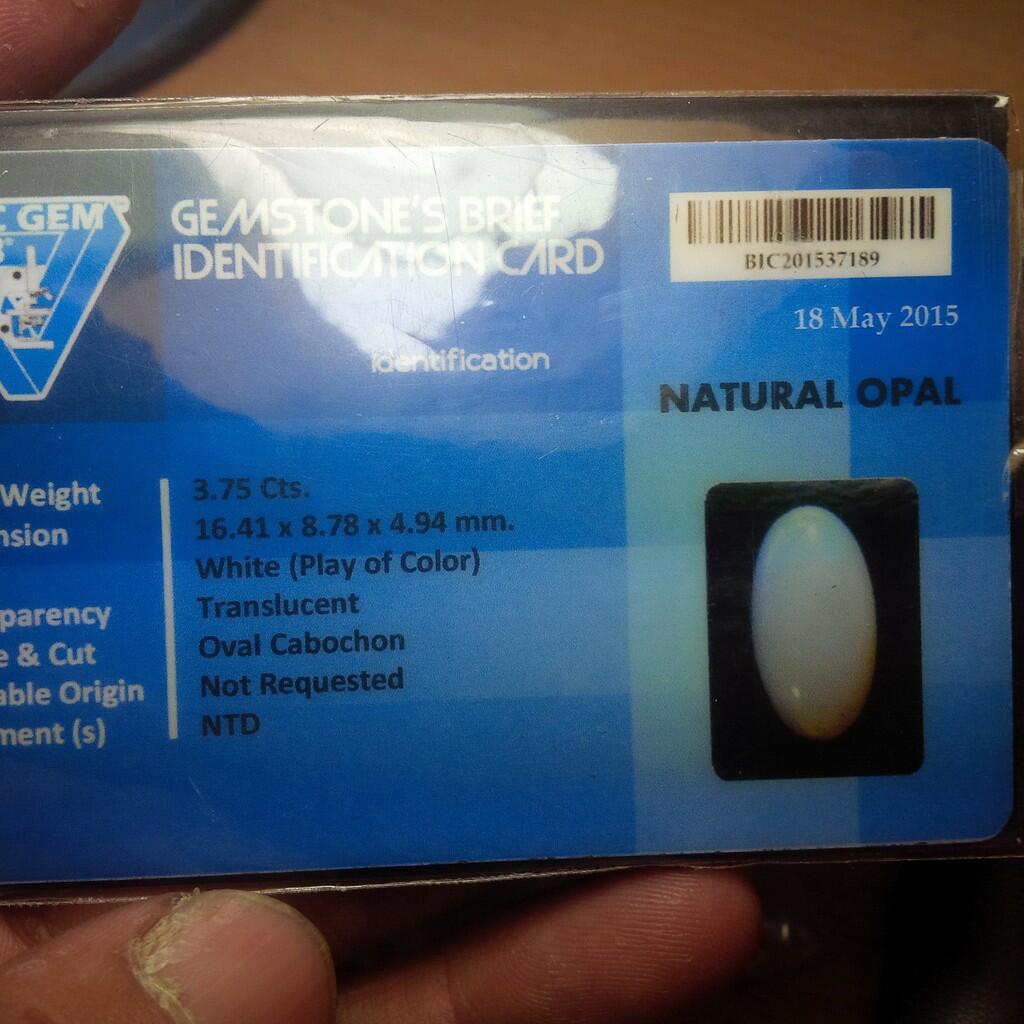 C GEM
GEMSTONE'S BRIEF
IDENTIFICATION CARD
BIC201537189
18 May 2015
Identification
NATURAL OPAL
Weight 3.75 Cts.
nsion 16.41 x 8.78 x 4.94 mm.
White (Play of Color)
parency Translucent
e & Cut Oval Cabochon
able Origin Not Requested
ment (s) NTD